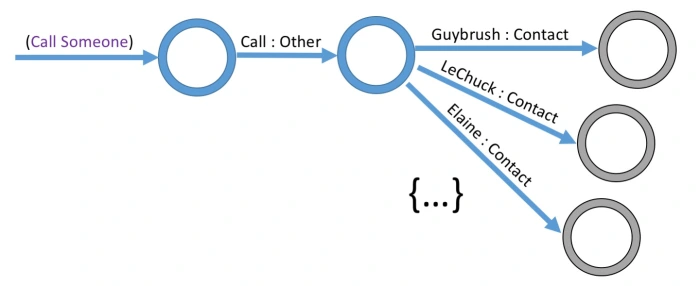 (Call Someone)
Call : Other
Guybrush : Contact
LeChuck : Contact
Elaine : Contact
{...}